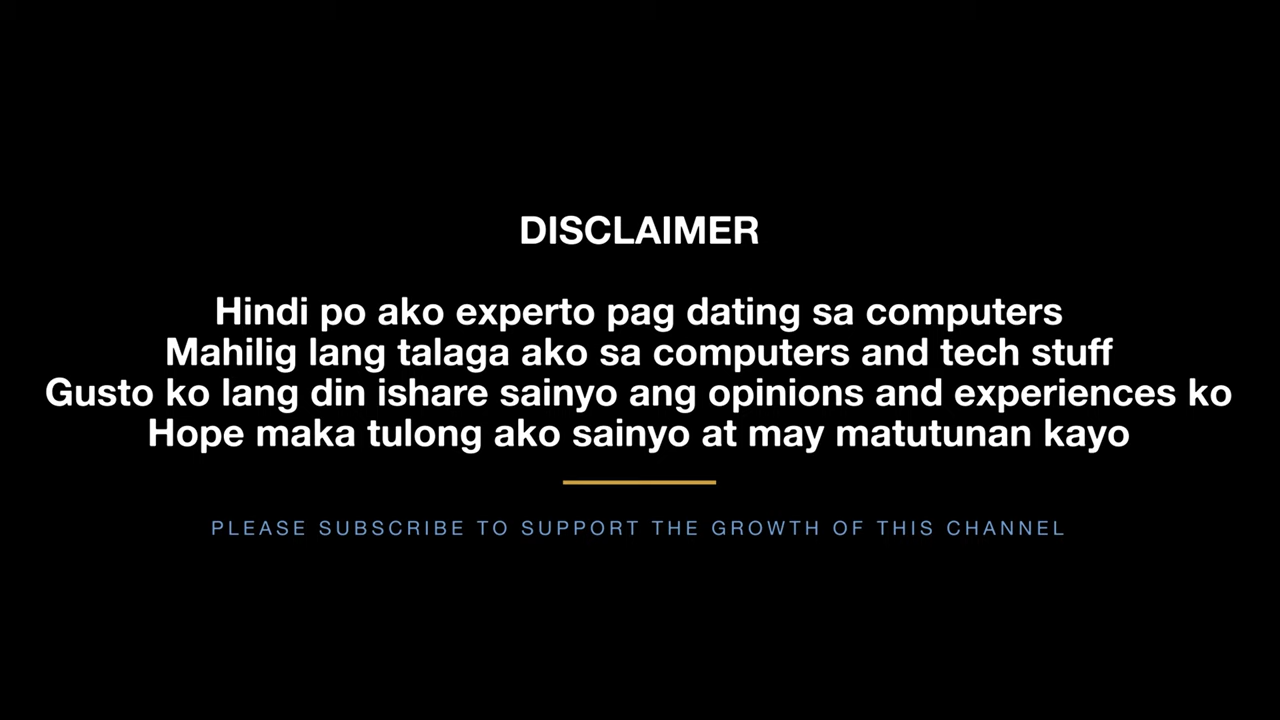 DISCLAIMER
Hindi po ako experto pag dating sa computers
Mahilig lang talaga ako sa computers and tech stuff
Gusto ko lang din ishare sainyo ang opinions and experiences ko
Hope maka tulong ako sainyo at may matutunan kayo
PLEASE SUBSCRIBE TO SUPPORT THE GROWTH OF THIS CHANNEL